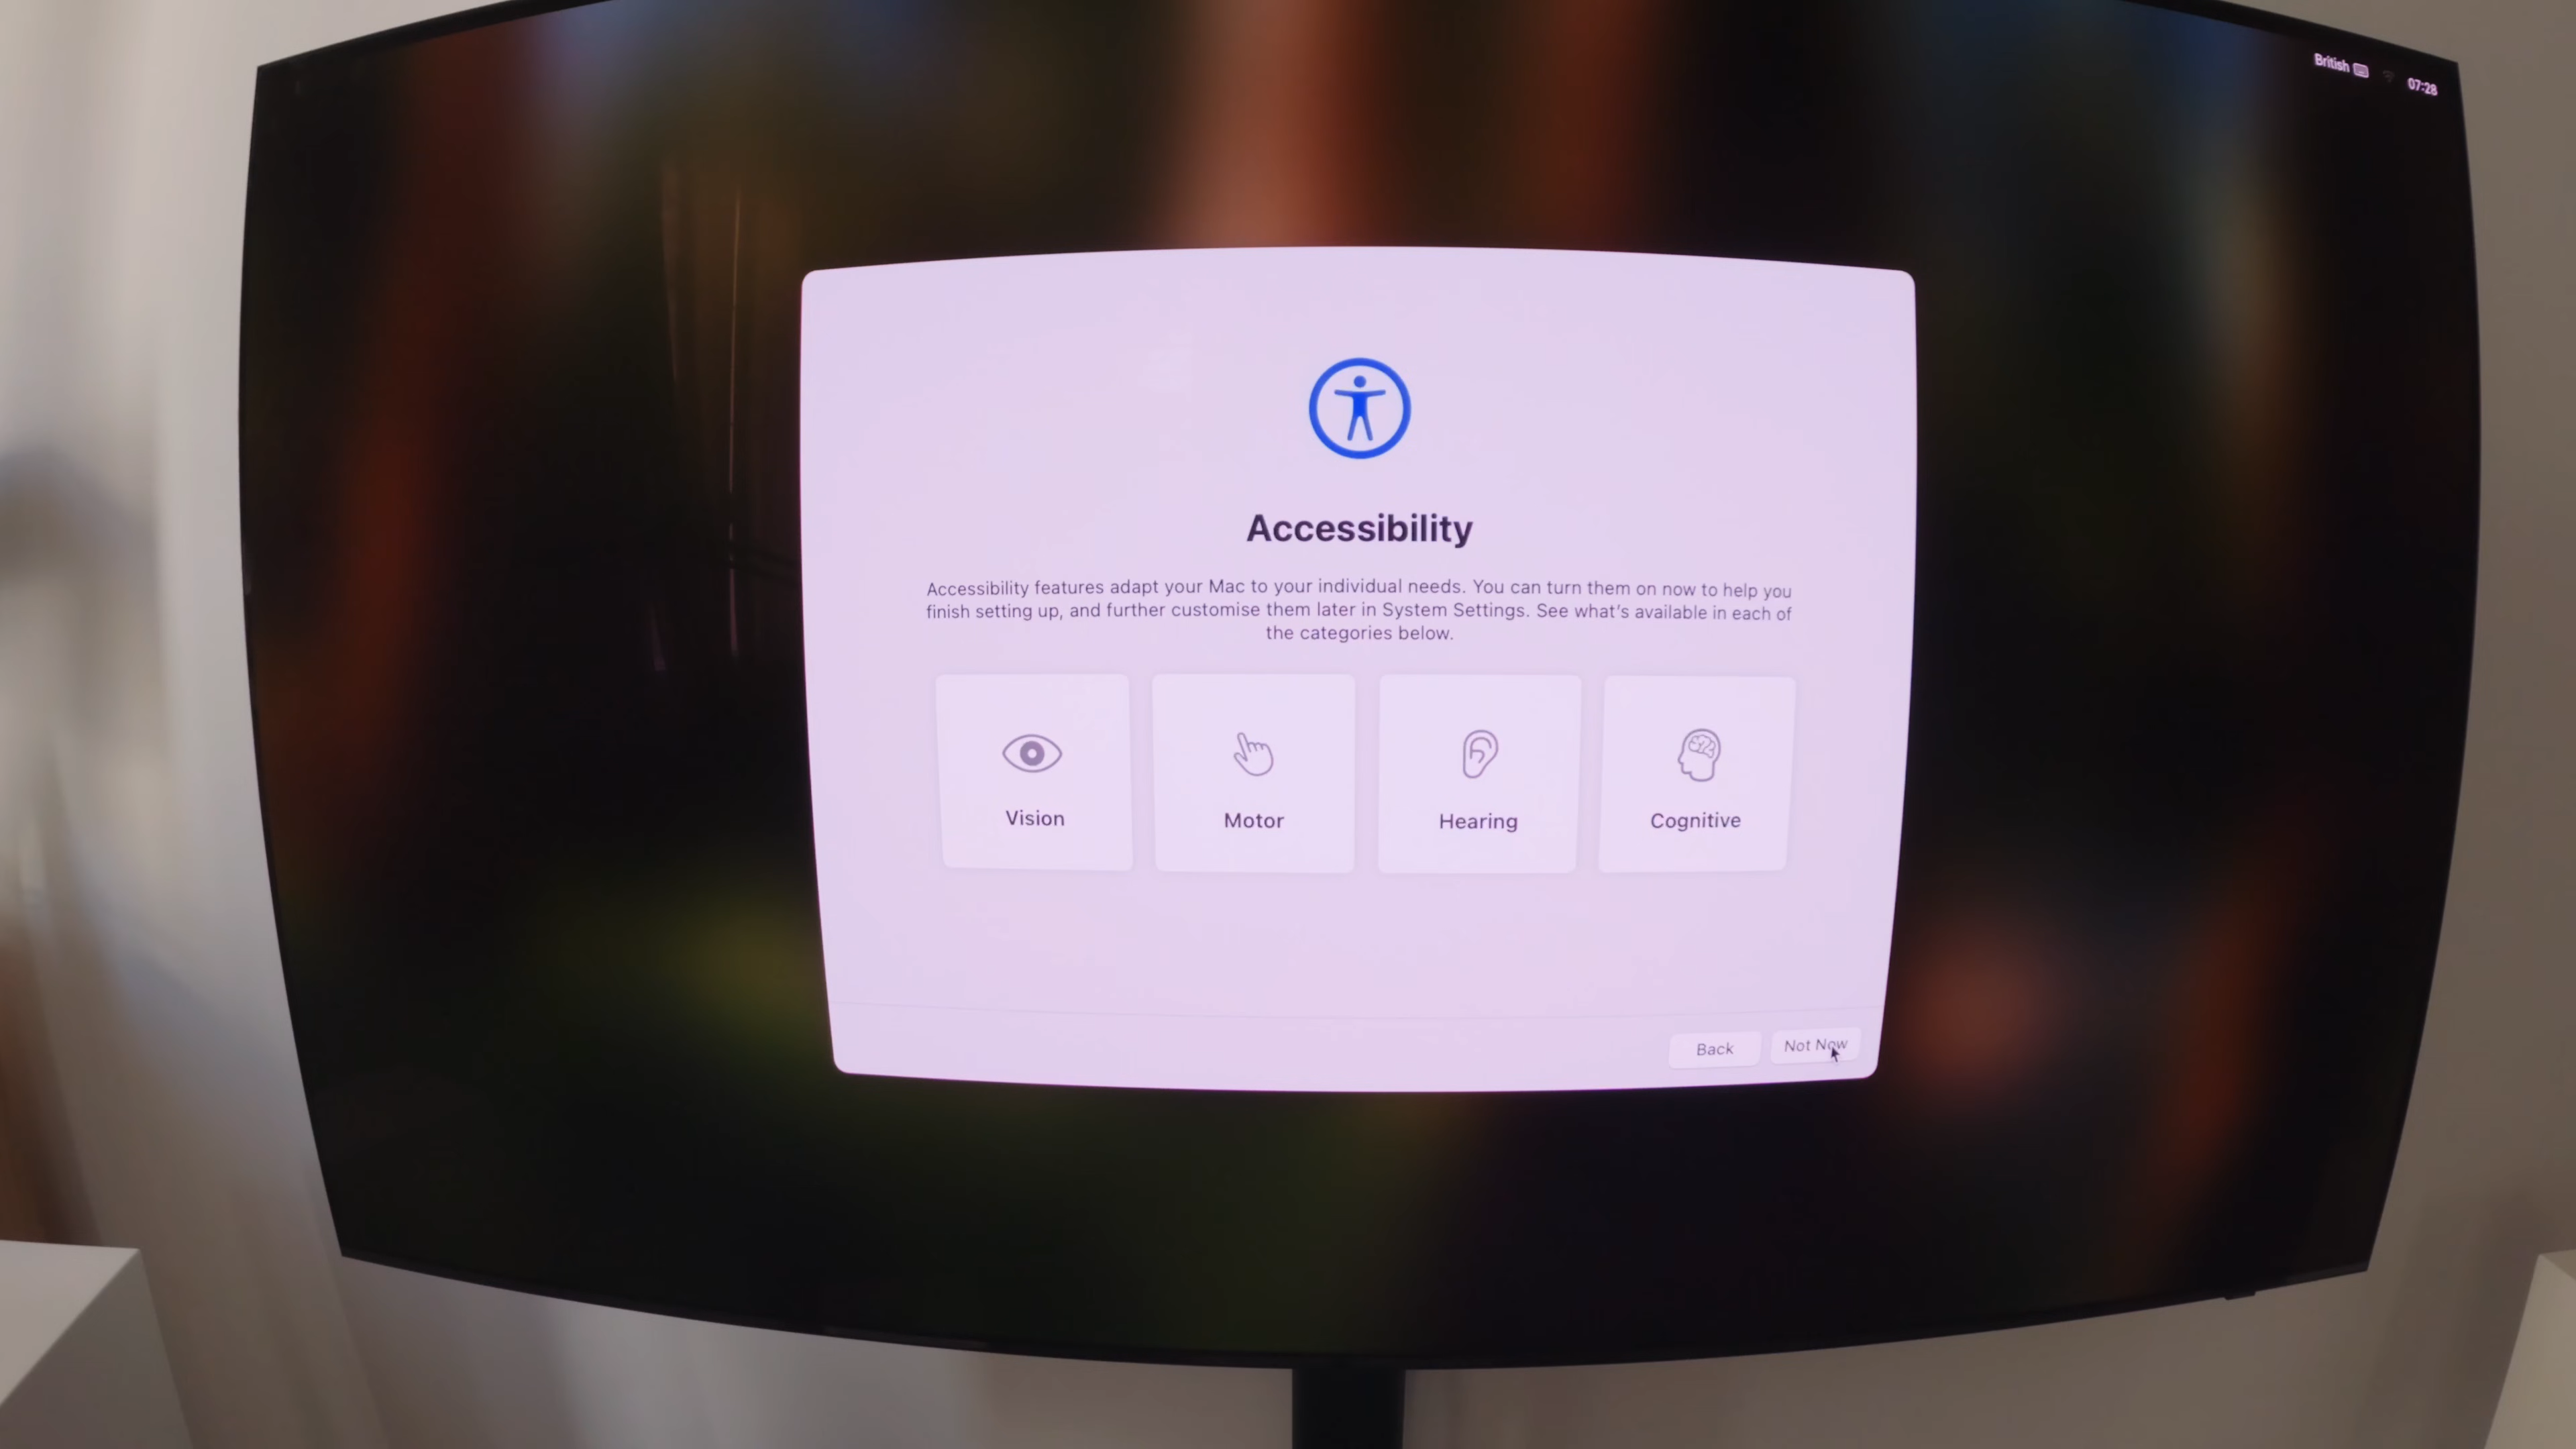 British
07:28
Accessibility
Accessibility features adapt your Mac to your individual needs. You can turn them on now to help you
finish setting up, and further customise them later in System Settings. See what's available in each of
the categories below.
Vision
Motor
Hearing
Cognitive
Back
Not Now